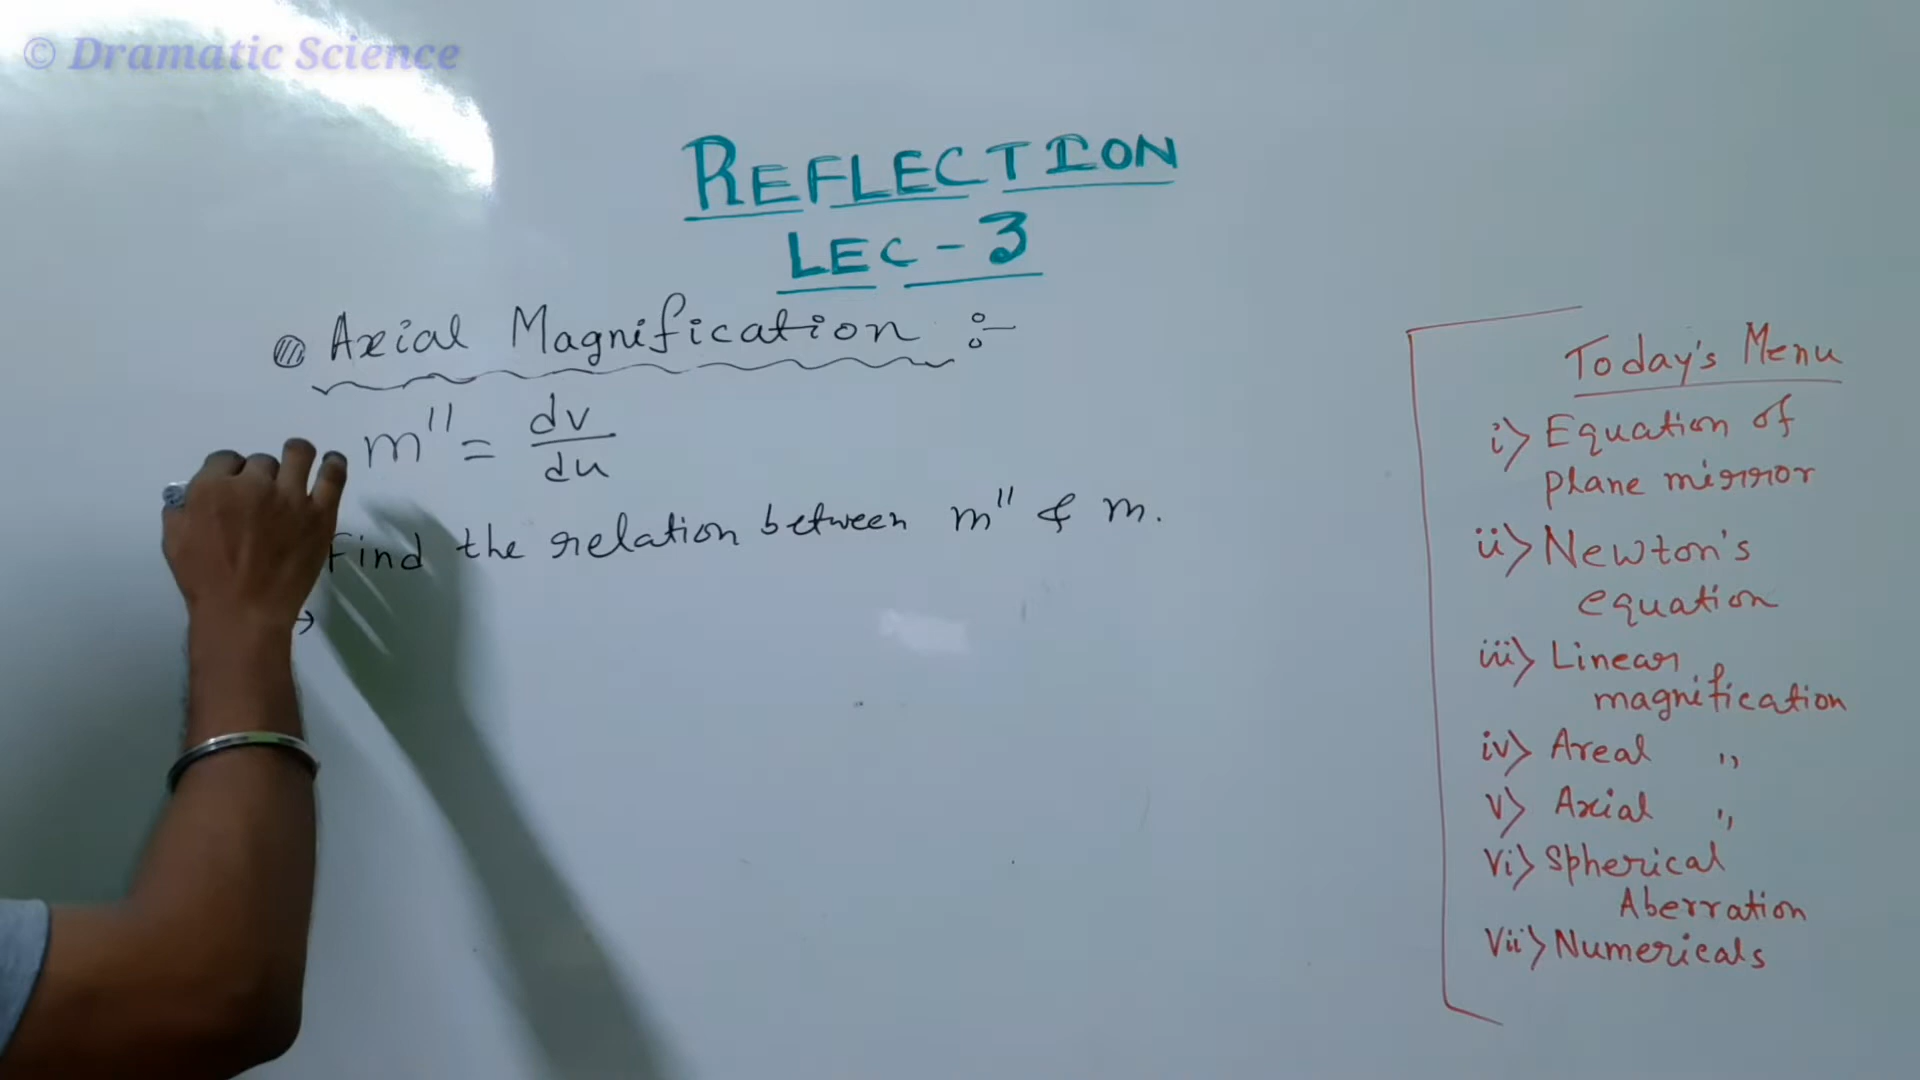 © Dramatic Science
REFLECTION
LEC-3
Axial Magnification :-
m'' = dv/du
Find the relation between m'' & m.
→
Today's Menu
i) Equation of
plane mirror
ii) Newton's
equation
iii) Linear
magnification
iv) Areal ,,
v) Axial ,,
vi) Spherical
Aberration
vii) Numericals